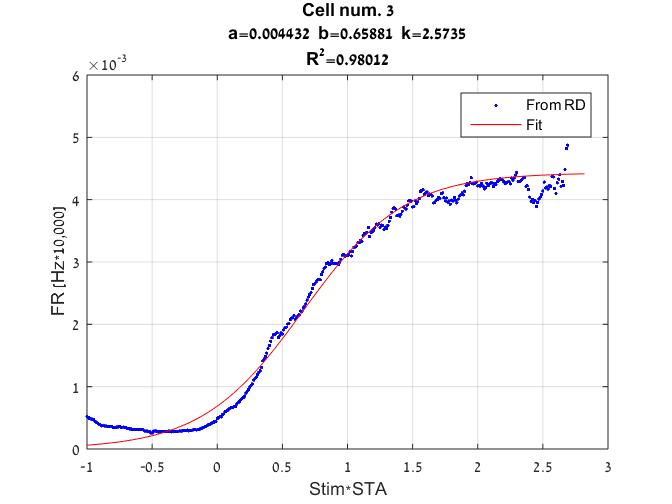 Cell num. 3
a=0.004432 b=0.65881 k=2.5735
R²=0.98012
×10⁻³
6
5
4
3
2
1
0
FR [Hz*10,000]
From RD
Fit
-1
-0.5
0
0.5
1
1.5
2
2.5
3
Stim*STA